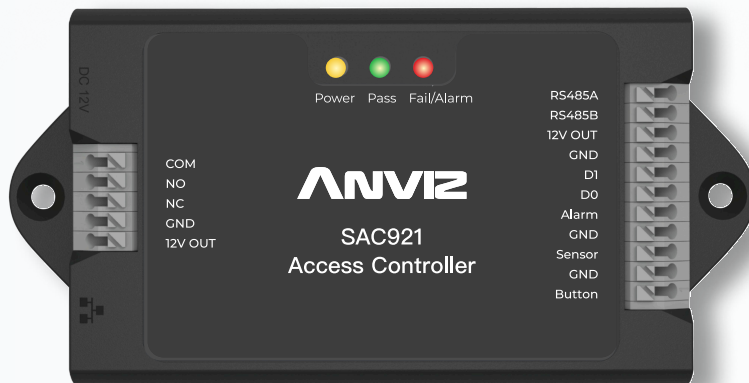 DC 12V
Power Pass Fail/Alarm
COM
NO
NC
GND
12V OUT
ANVIZ
SAC921
Access Controller
RS485A
RS485B
12V OUT
GND
D1
D0
Alarm
GND
Sensor
GND
Button